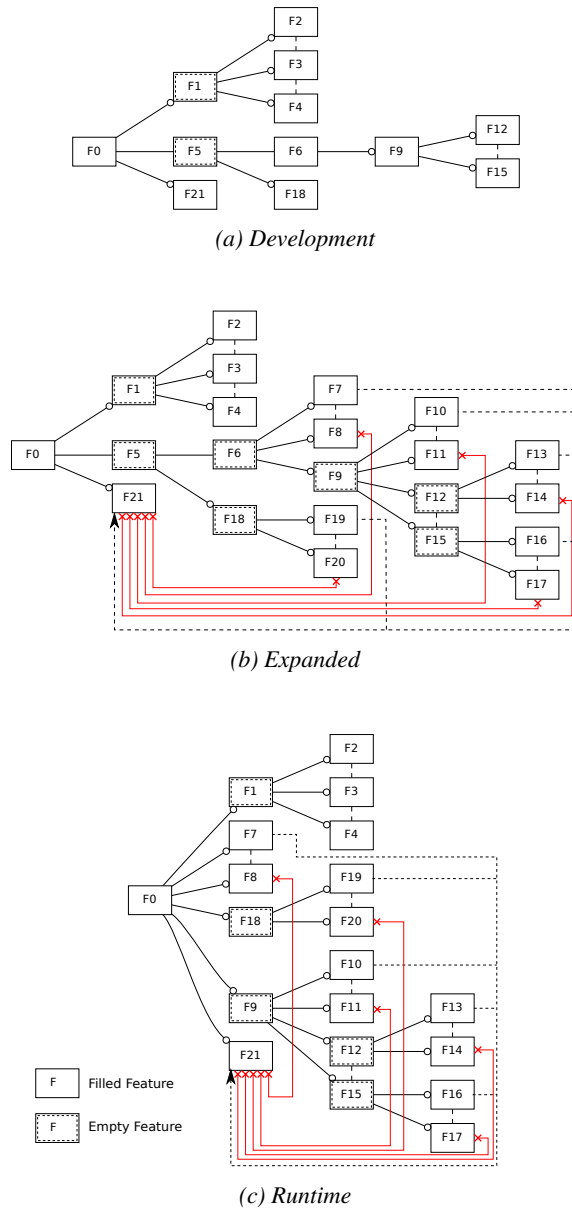 F2
F1
F3
F4
F0
F5
F6
F9
F12
F15
F21
F18
(a) Development
F2
F1
F3
F4
F7
F10
F0
F5
F6
F8
F11
F13
F9
F12
F14
F21
F18
F19
F15
F16
F20
F17
(b) Expanded
F2
F1
F3
F7
F4
F8
F19
F0
F18
F20
F10
F9
F11
F13
F21
F12
F14
F Filled Feature
F15
F16
F Empty Feature
F17
(c) Runtime